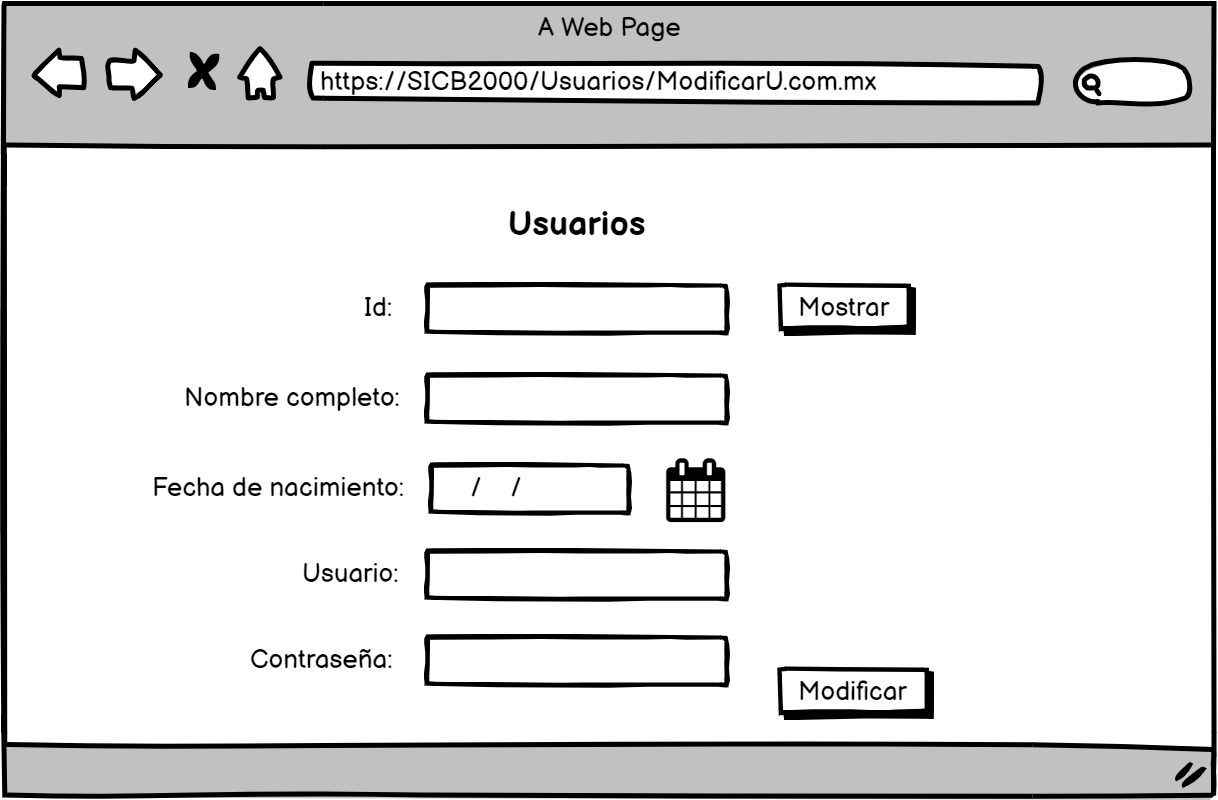 A Web Page
https://SICB2000/Usuarios/ModificarU.com.mx
Usuarios
Id:
Mostrar
Nombre completo:
Fecha de nacimiento:
/ /
Usuario:
Contraseña:
Modificar